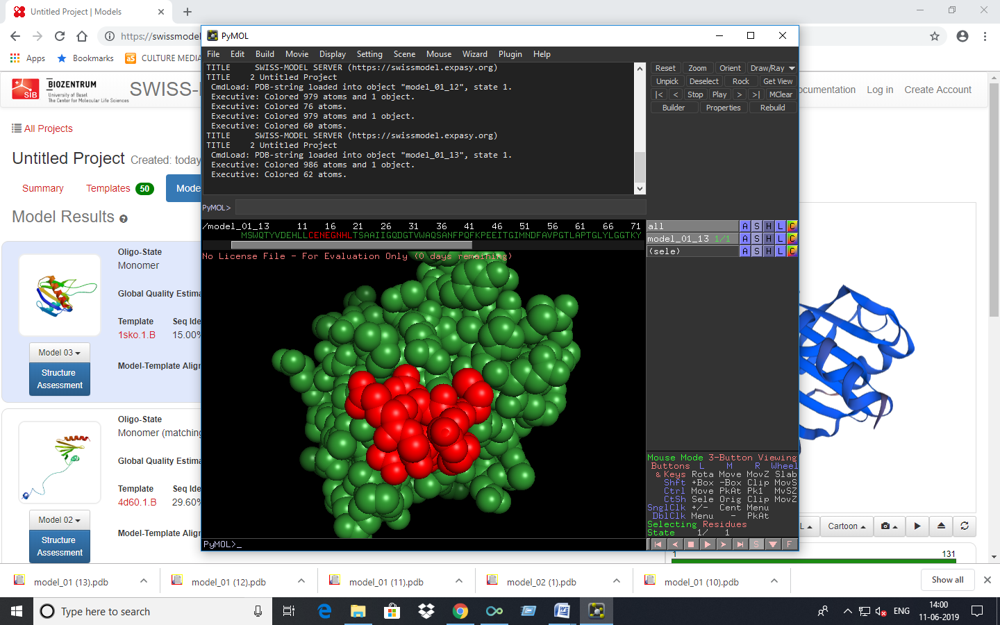 Untitled Project | Models
https://swissmodel
Apps
Bookmarks
CULTURE MEDIA
SIB
BIOZENTRUM
University of Basel
The Center for Molecular Life Sciences
SWISS-
ocumentation
Log in
Create Account
All Projects
Untitled Project Created: today
Summary
Templates 50
Mode
Model Results
Oligo-State
Monomer
Global Quality Estima
Template
Seq Ide
1sko.1.B
15.00%
Model-Template Align
Model 03
Structure
Assessment
Oligo-State
Monomer (matching
Global Quality Estima
Template
Seq Ide
4d60.1.B
29.60%
Model-Template Align
Model 02
Structure
Assessment
PyMOL
File Edit Build Movie Display Setting Scene Mouse Wizard Plugin Help
TITLE     SWISS-MODEL SERVER (https://swissmodel.expasy.org)
TITLE    2 Untitled Project
CmdLoad: PDB-string loaded into object "model_01_12", state 1.
Executive: Colored 979 atoms and 1 object.
Executive: Colored 76 atoms.
Executive: Colored 979 atoms and 1 object.
Executive: Colored 60 atoms.
TITLE     SWISS-MODEL SERVER (https://swissmodel.expasy.org)
TITLE    2 Untitled Project
CmdLoad: PDB-string loaded into object "model_01_13", state 1.
Executive: Colored 986 atoms and 1 object.
Executive: Colored 62 atoms.
PyMOL>
Reset Zoom Orient Draw/Ray
Unpick Deselect Rock Get View
|< < Stop Play > >| MClear
Builder Properties Rebuild
/model_01_13 11 16 21 26 31 36 41 46 51 56 61 66 71
MSWQTYVDEHLLCENEGNHLTSAAIIGQDGTVWAQSANFPQFKPEEITGIMNDFAVPGTLAPTGLYLGGTKY
No License File - For Evaluation Only (0 days remaining)
all A S H L C
model_01_13 1/1 A S H L C
(sele) A S H L C
Mouse Mode 3-Button Viewing
Buttons L M R Wheel
& Keys Rota Move MovZ Slab
Shft +Box -Box Clip MovS
Ctrl Move PkAt Pk1 MvSZ
CtSh Sele Orig Clip MovZ
SnglClk +/- Cent Menu
DblClk Menu - PkAt
Selecting Residues
State 1/ 1
PyMOL>_
S F
L
Cartoon
1 131
model_01 (13).pdb
model_01 (12).pdb
model_01 (11).pdb
model_02 (1).pdb
model_01 (10).pdb
Show all
Type here to search
ENG
14:00
11-06-2019